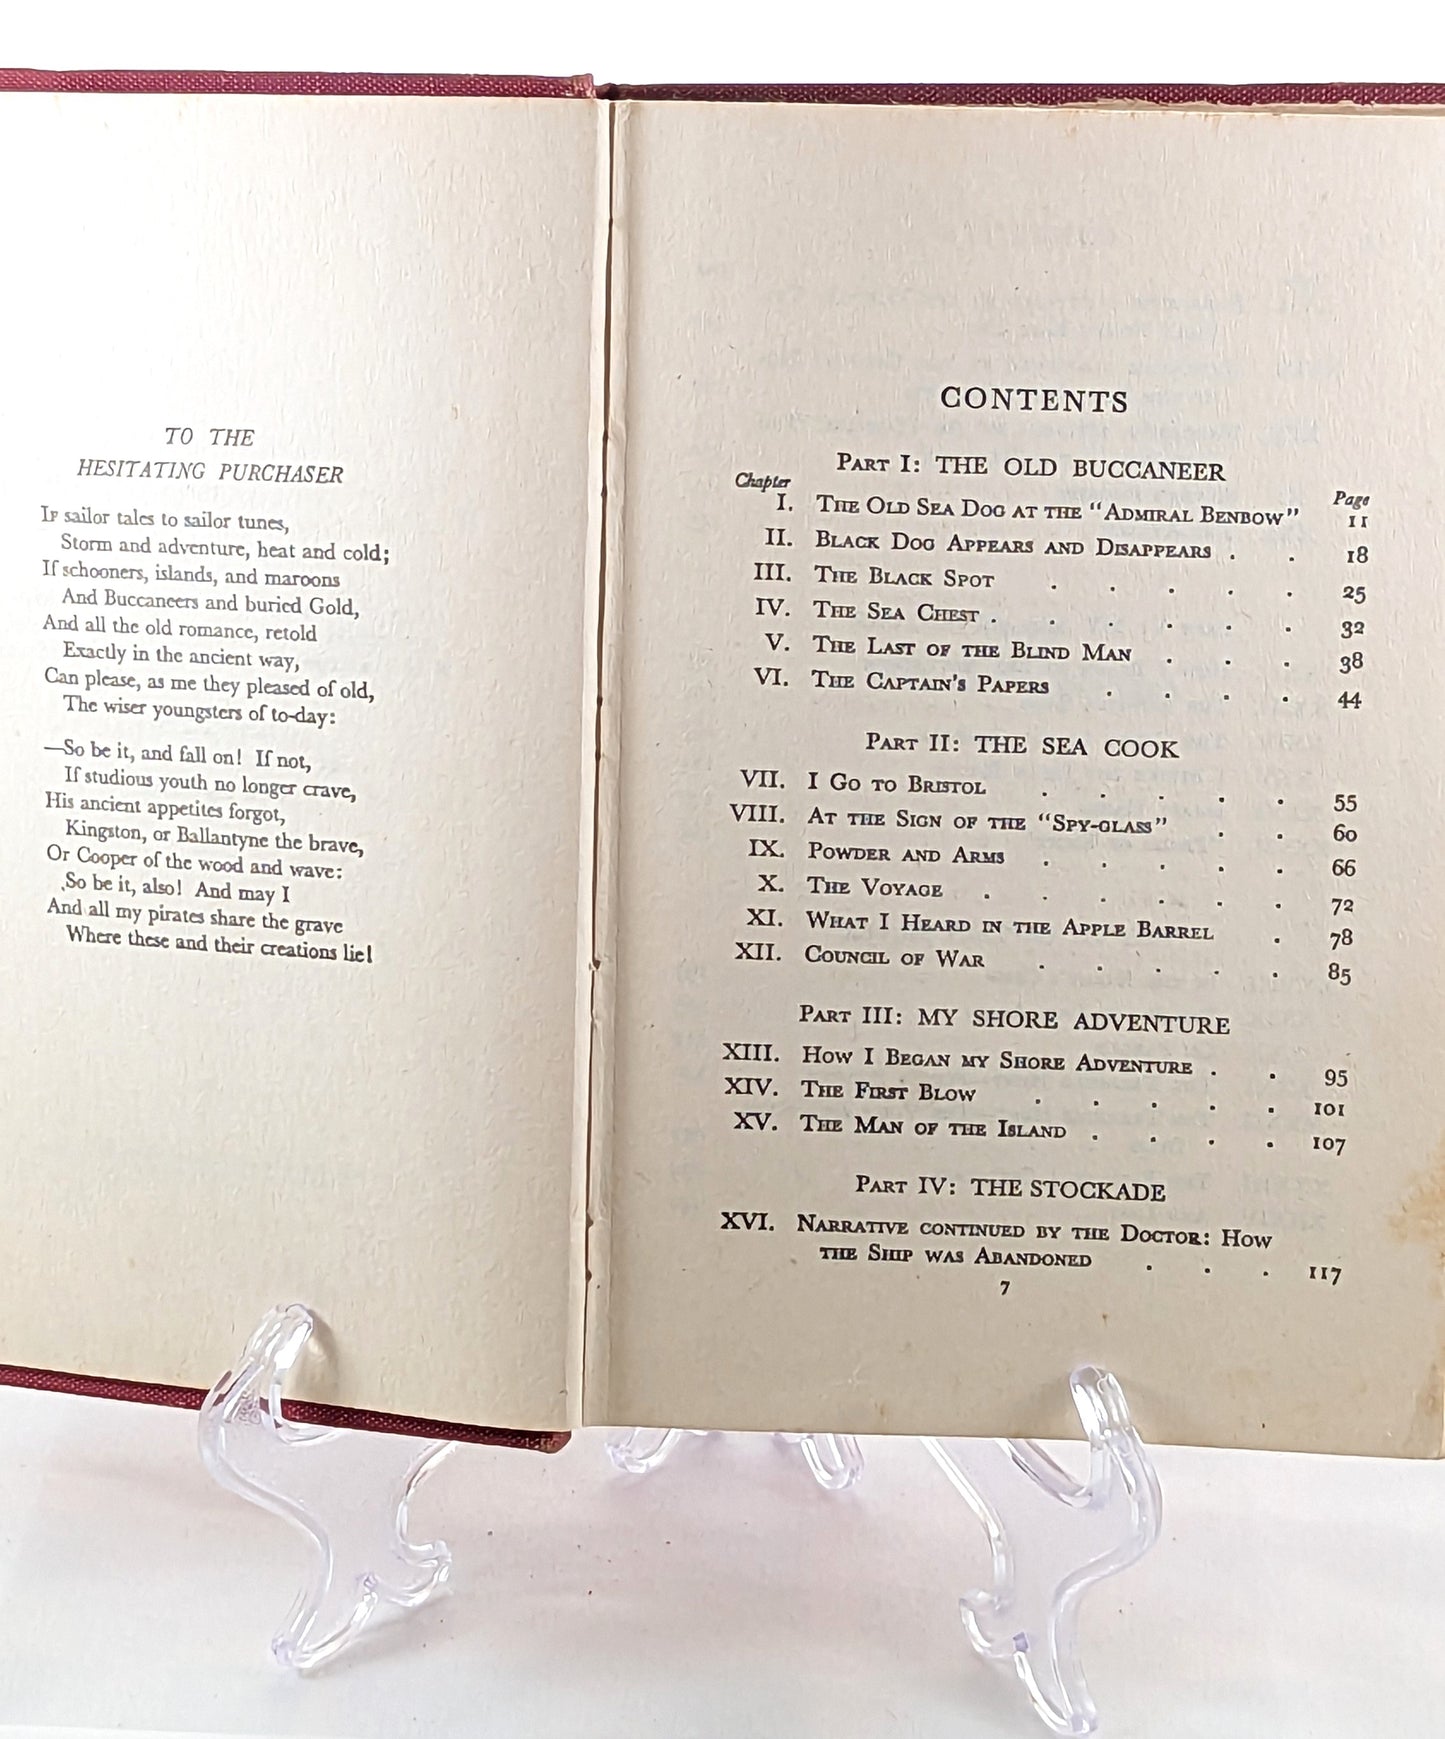 TO THE
HESITATING PURCHASER
If sailor tales to sailor tunes,
Storm and adventure, heat and cold;
If schooners, islands, and maroons
And Buccaneers and buried Gold,
And all the old romance, retold
Exactly in the ancient way,
Can please, as me they pleased of old,
The wiser youngsters of to-day:
—So be it, and fall on! If not,
If studious youth no longer crave,
His ancient appetites forgot,
Kingston, or Ballantyne the brave,
Or Cooper of the wood and wave:
So be it, also! And may I
And all my pirates share the grave
Where these and their creations lie!
CONTENTS
Part I: THE OLD BUCCANEER
Chapter Page
I. The Old Sea Dog at the "Admiral Benbow" 11
II. Black Dog Appears and Disappears . . 18
III. The Black Spot . . . . . 25
IV. The Sea Chest . . . . . . 32
V. The Last of the Blind Man . . . 38
VI. The Captain's Papers . . . . 44
Part II: THE SEA COOK
VII. I Go to Bristol . . . . . 55
VIII. At the Sign of the "Spy-glass" . . 60
IX. Powder and Arms . . . . . 66
X. The Voyage . . . . . . 72
XI. What I Heard in the Apple Barrel . 78
XII. Council of War . . . . . 85
Part III: MY SHORE ADVENTURE
XIII. How I Began my Shore Adventure . . 95
XIV. The First Blow . . . . . 101
XV. The Man of the Island . . . . 107
Part IV: THE STOCKADE
XVI. Narrative continued by the Doctor: How
the Ship was Abandoned . . . 117
7